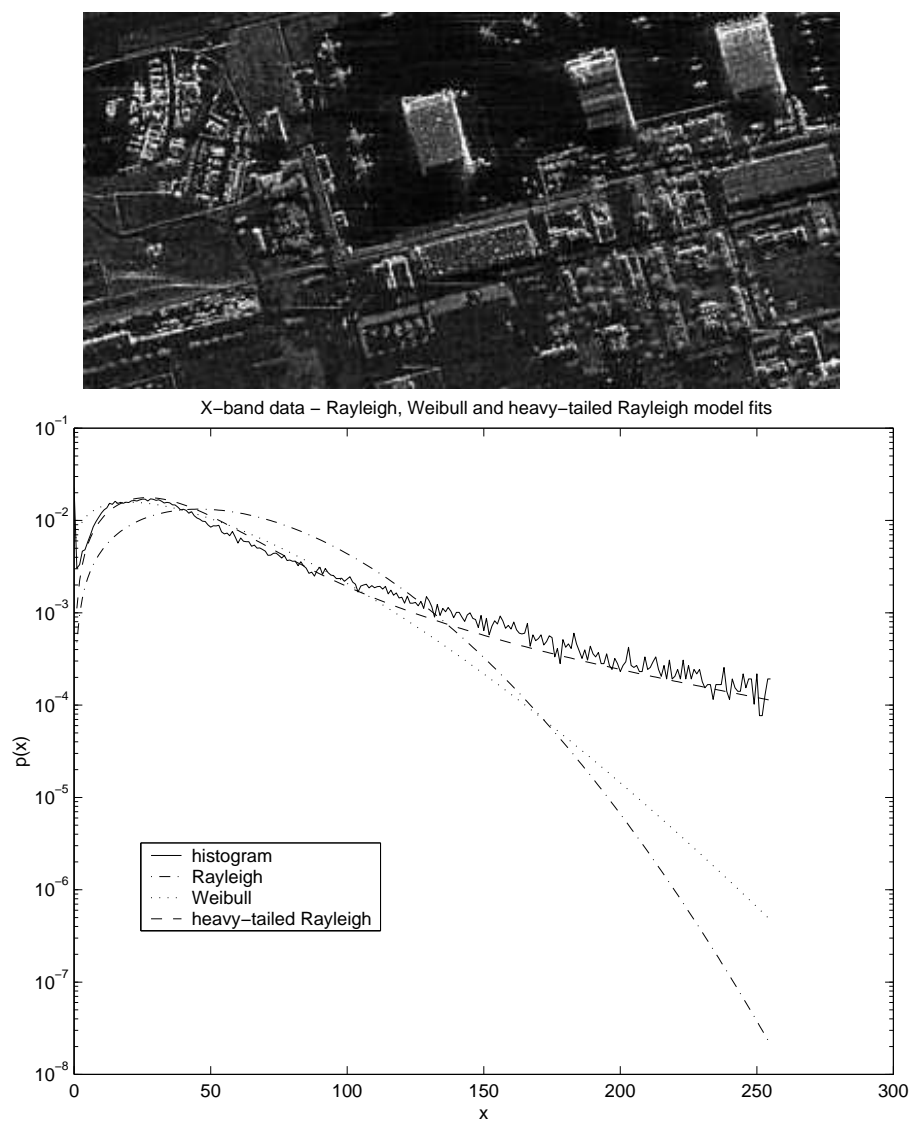 X−band data − Rayleigh, Weibull and heavy−tailed Rayleigh model fits
10−1
10−2
10−3
10−4
10−5
10−6
10−7
10−8
p(x)
histogram
Rayleigh
Weibull
heavy−tailed Rayleigh
0 50 100 150 200 250 300
x